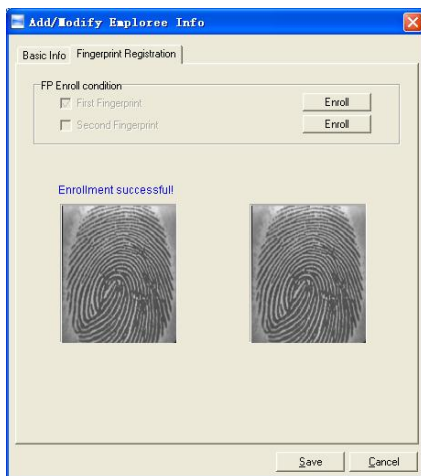 Add/Modify Emploree Info
Basic Info Fingerprint Registration
FP Enroll condition
First Fingerprint Enroll
Second Fingerprint Enroll
Enrollment successful!
Save Cancel